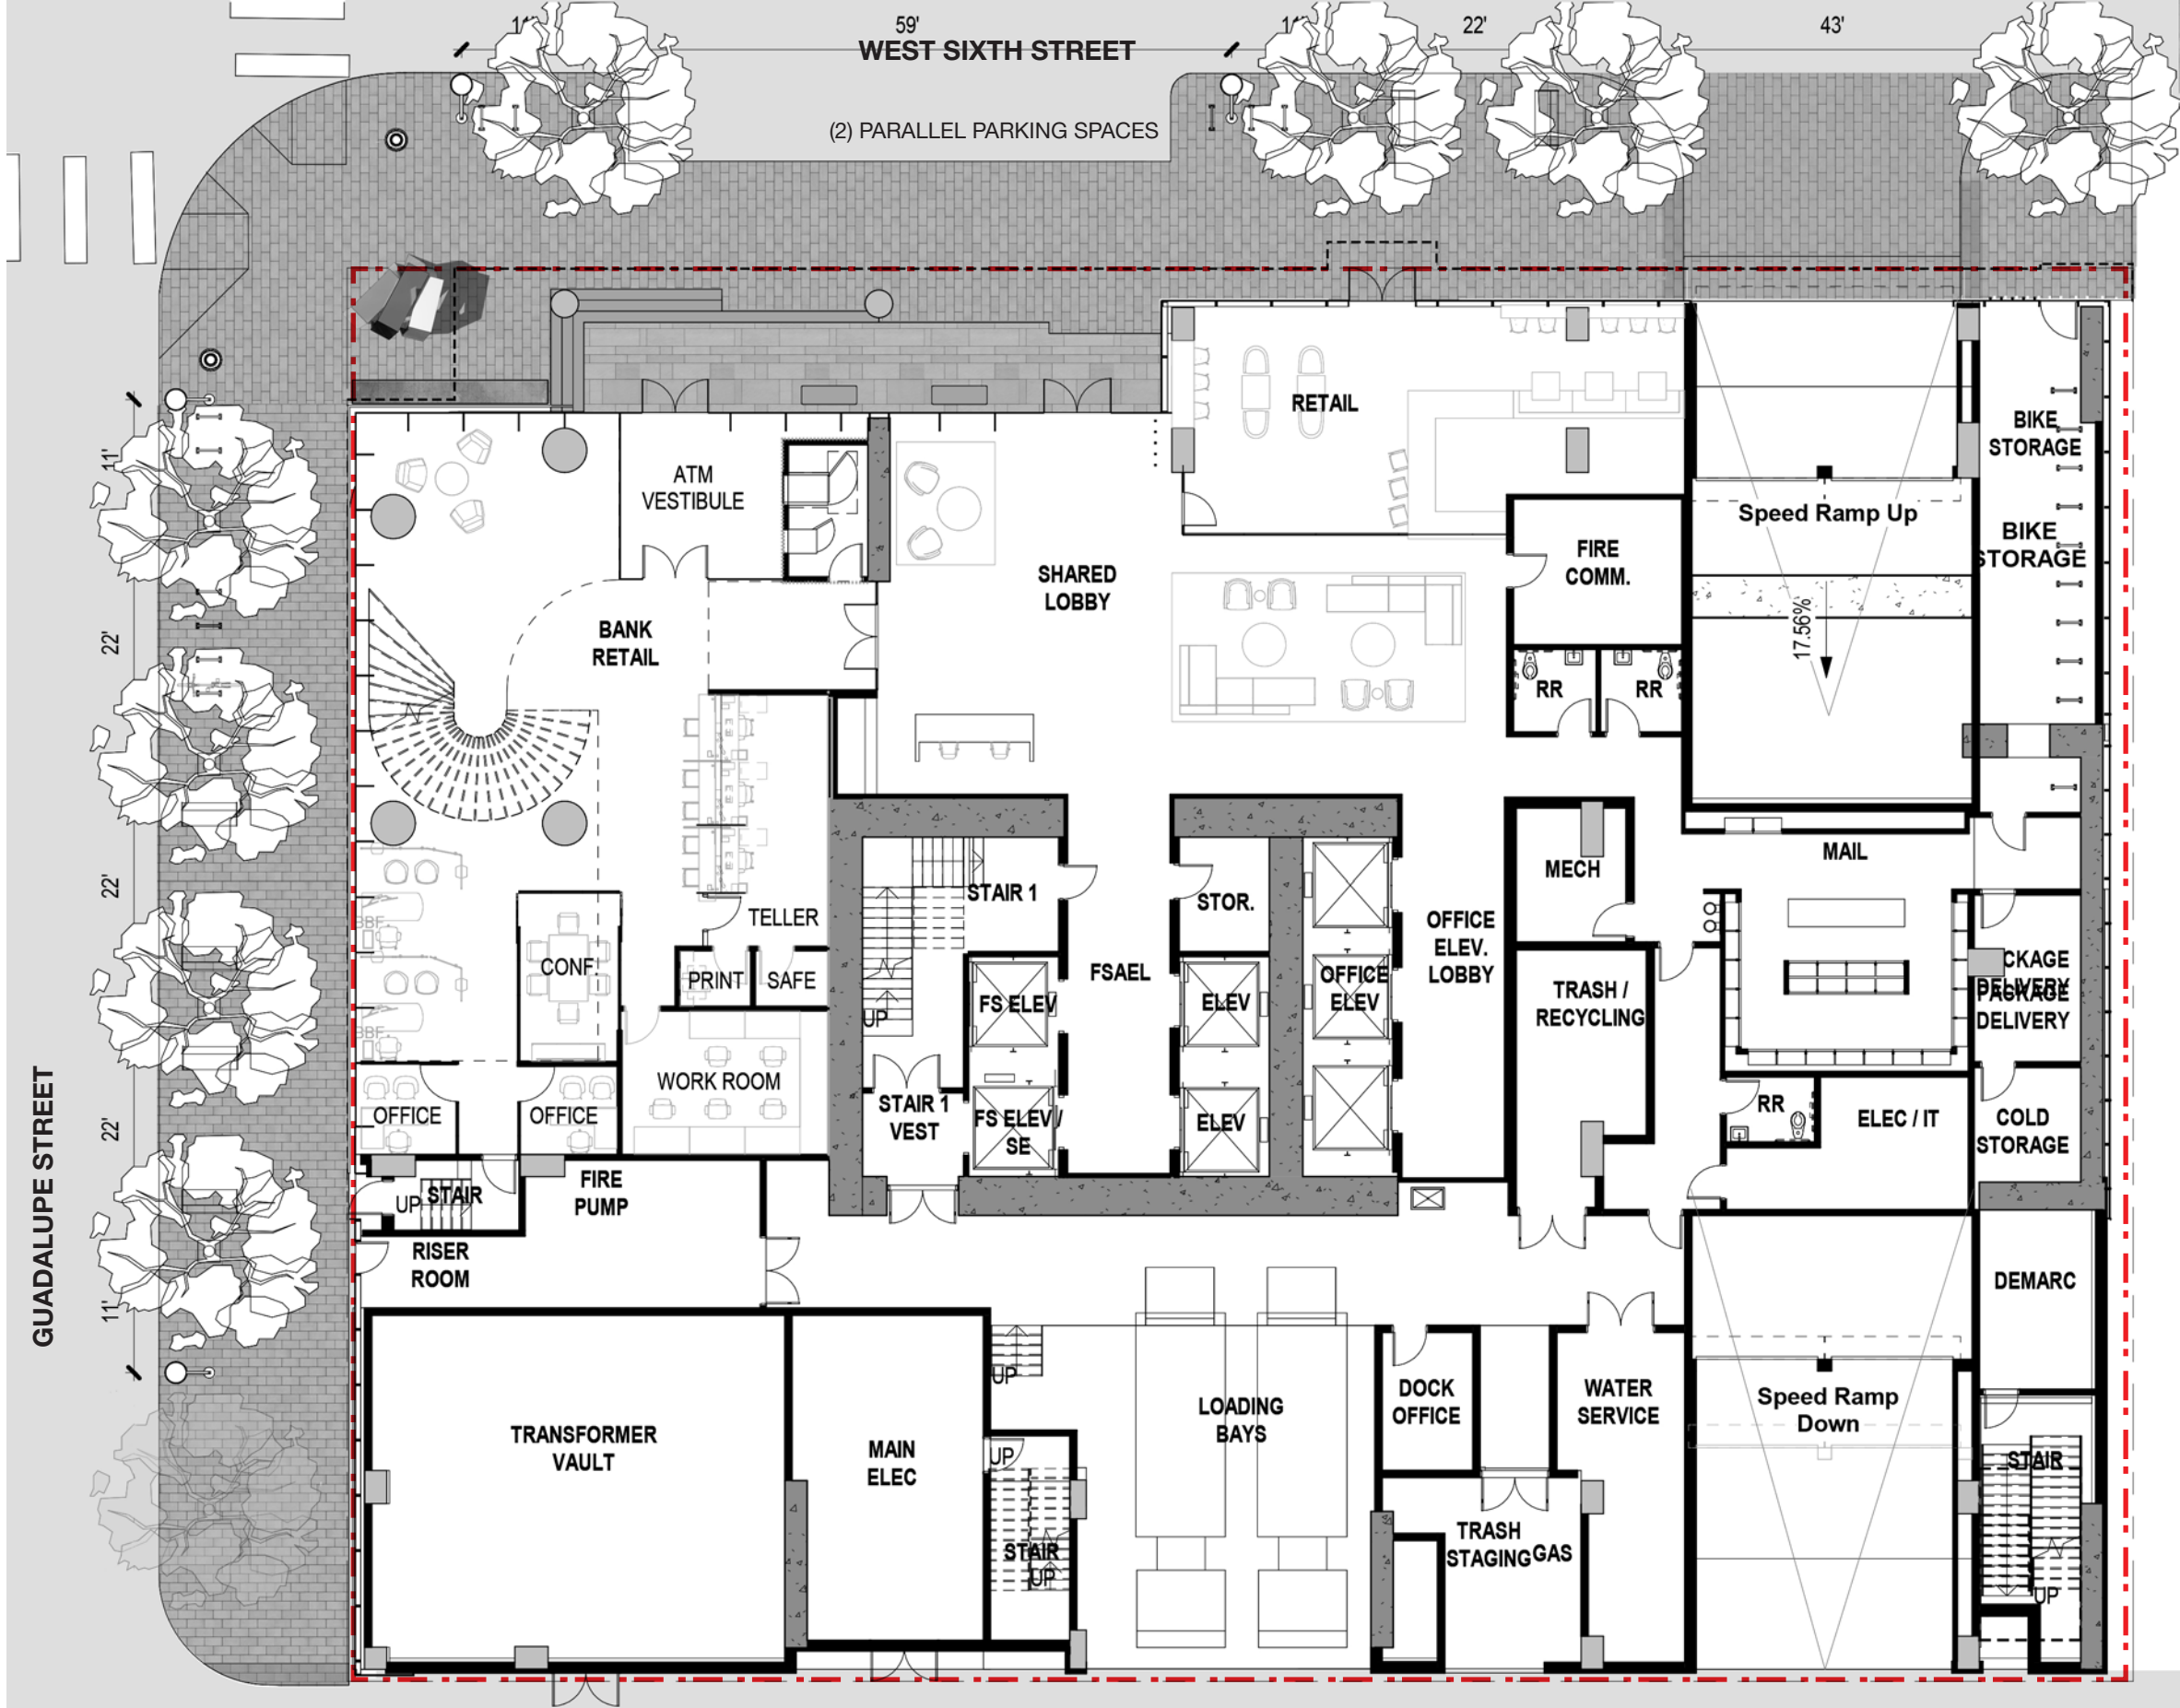 59'
22'
43'
WEST SIXTH STREET
(2) PARALLEL PARKING SPACES
RETAIL
BIKE
STORAGE
ATM
VESTIBULE
Speed Ramp Up
BIKE
STORAGE
FIRE
COMM.
SHARED
LOBBY
11'
22'
22'
22'
11'
GUADALUPE STREET
BANK
RETAIL
17.56%
RR
RR
MAIL
MECH
STAIR 1
STOR.
TELLER
OFFICE
ELEV.
LOBBY
BBF
CONF
PRINT
SAFE
FSAEL
FS ELEV
ELEV
OFFICE
ELEV
TRASH /
RECYCLING
DELIVERY
PACKAGE
DELIVERY
UP
BBF
WORK ROOM
OFFICE
OFFICE
STAIR 1
VEST
FS ELEV /
SE
ELEV
RR
ELEC / IT
COLD
STORAGE
UP
STAIR
FIRE
PUMP
RISER
ROOM
DEMARC
UP
DOCK
OFFICE
WATER
SERVICE
Speed Ramp
Down
LOADING
BAYS
TRANSFORMER
VAULT
MAIN
ELEC
UP
STAIR
STAIR
UP
TRASH
STAGING
GAS
UP